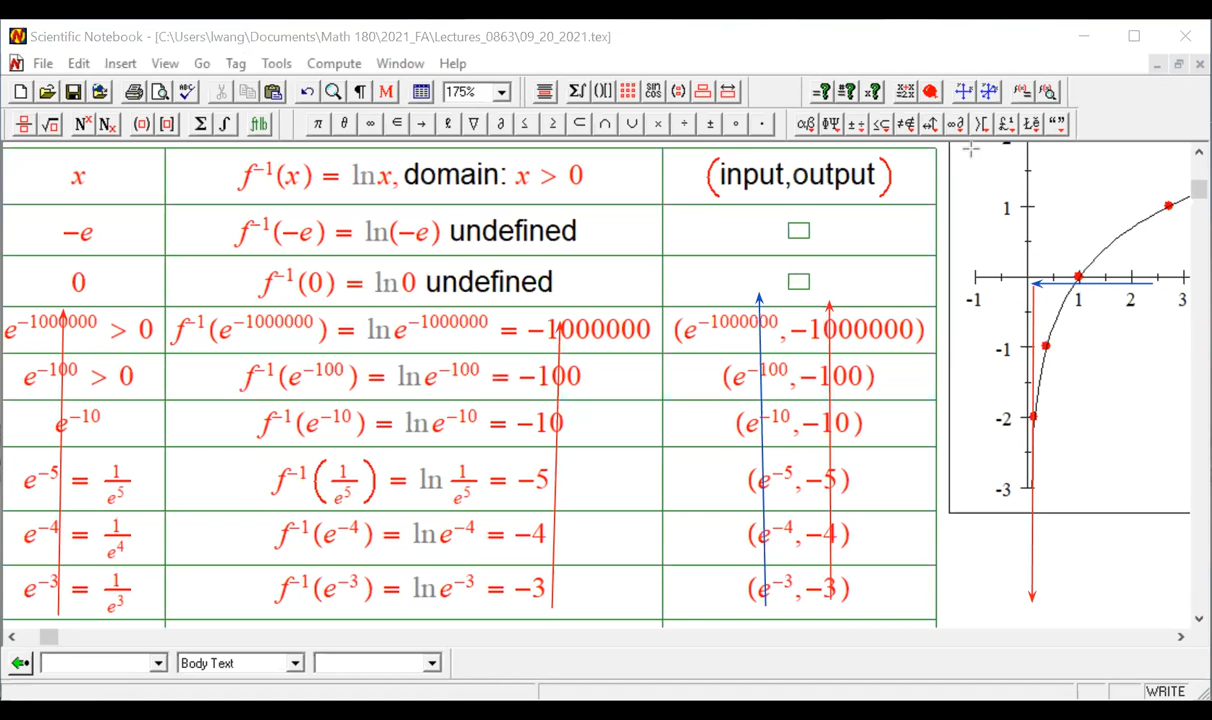 Scientific Notebook - [C:\Users\lwang\Documents\Math 180\2021_FA\Lectures_0863\09_20_2021.tex]
File Edit Insert View Go Tag Tools Compute Window Help
175%
x f⁻¹(x) = ln x, domain: x > 0 (input,output)
−e f⁻¹(−e) = ln(−e) undefined
0 f⁻¹(0) = ln 0 undefined
e⁻¹⁰⁰⁰⁰⁰⁰ > 0 f⁻¹(e⁻¹⁰⁰⁰⁰⁰⁰) = ln e⁻¹⁰⁰⁰⁰⁰⁰ = −1000000 (e⁻¹⁰⁰⁰⁰⁰⁰, −1000000)
e⁻¹⁰⁰ > 0 f⁻¹(e⁻¹⁰⁰) = ln e⁻¹⁰⁰ = −100 (e⁻¹⁰⁰, −100)
e⁻¹⁰ f⁻¹(e⁻¹⁰) = ln e⁻¹⁰ = −10 (e⁻¹⁰, −10)
e⁻⁵ = 1/e⁵ f⁻¹(1/e⁵) = ln 1/e⁵ = −5 (e⁻⁵, −5)
e⁻⁴ = 1/e⁴ f⁻¹(e⁻⁴) = ln e⁻⁴ = −4 (e⁻⁴, −4)
e⁻³ = 1/e³ f⁻¹(e⁻³) = ln e⁻³ = −3 (e⁻³, −3)
1
-1 1 2 3
-1
-2
-3
Body Text
WRITE